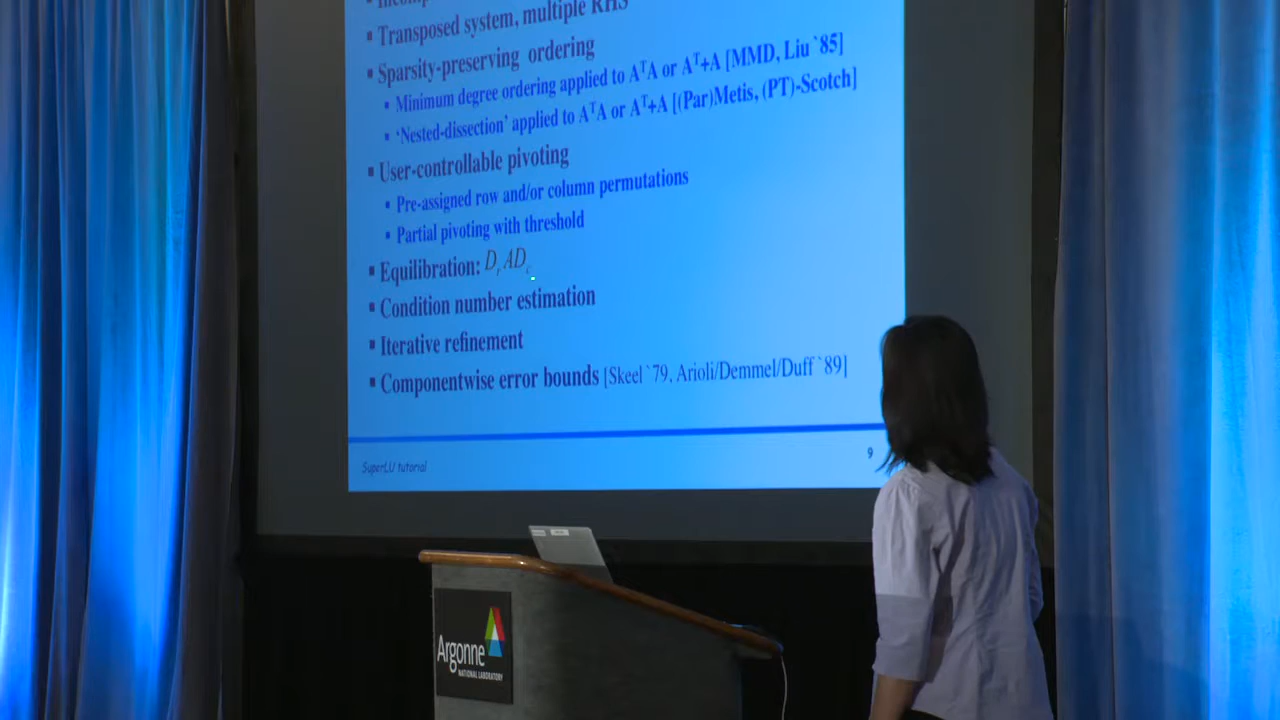 ▪ Transposed system, multiple RHS
▪ Sparsity-preserving ordering
▪ Minimum degree ordering applied to AᵀA or Aᵀ+A [MMD, Liu `85]
▪ ‘Nested-dissection’ applied to AᵀA or Aᵀ+A [(Par)Metis, (PT)-Scotch]
▪ User-controllable pivoting
▪ Pre-assigned row and/or column permutations
▪ Partial pivoting with threshold
▪ Equilibration: DᵣAD
▪ Condition number estimation
▪ Iterative refinement
▪ Componentwise error bounds [Skeel `79, Arioli/Demmel/Duff `89]
SuperLU tutorial
9
Argonne
NATIONAL LABORATORY